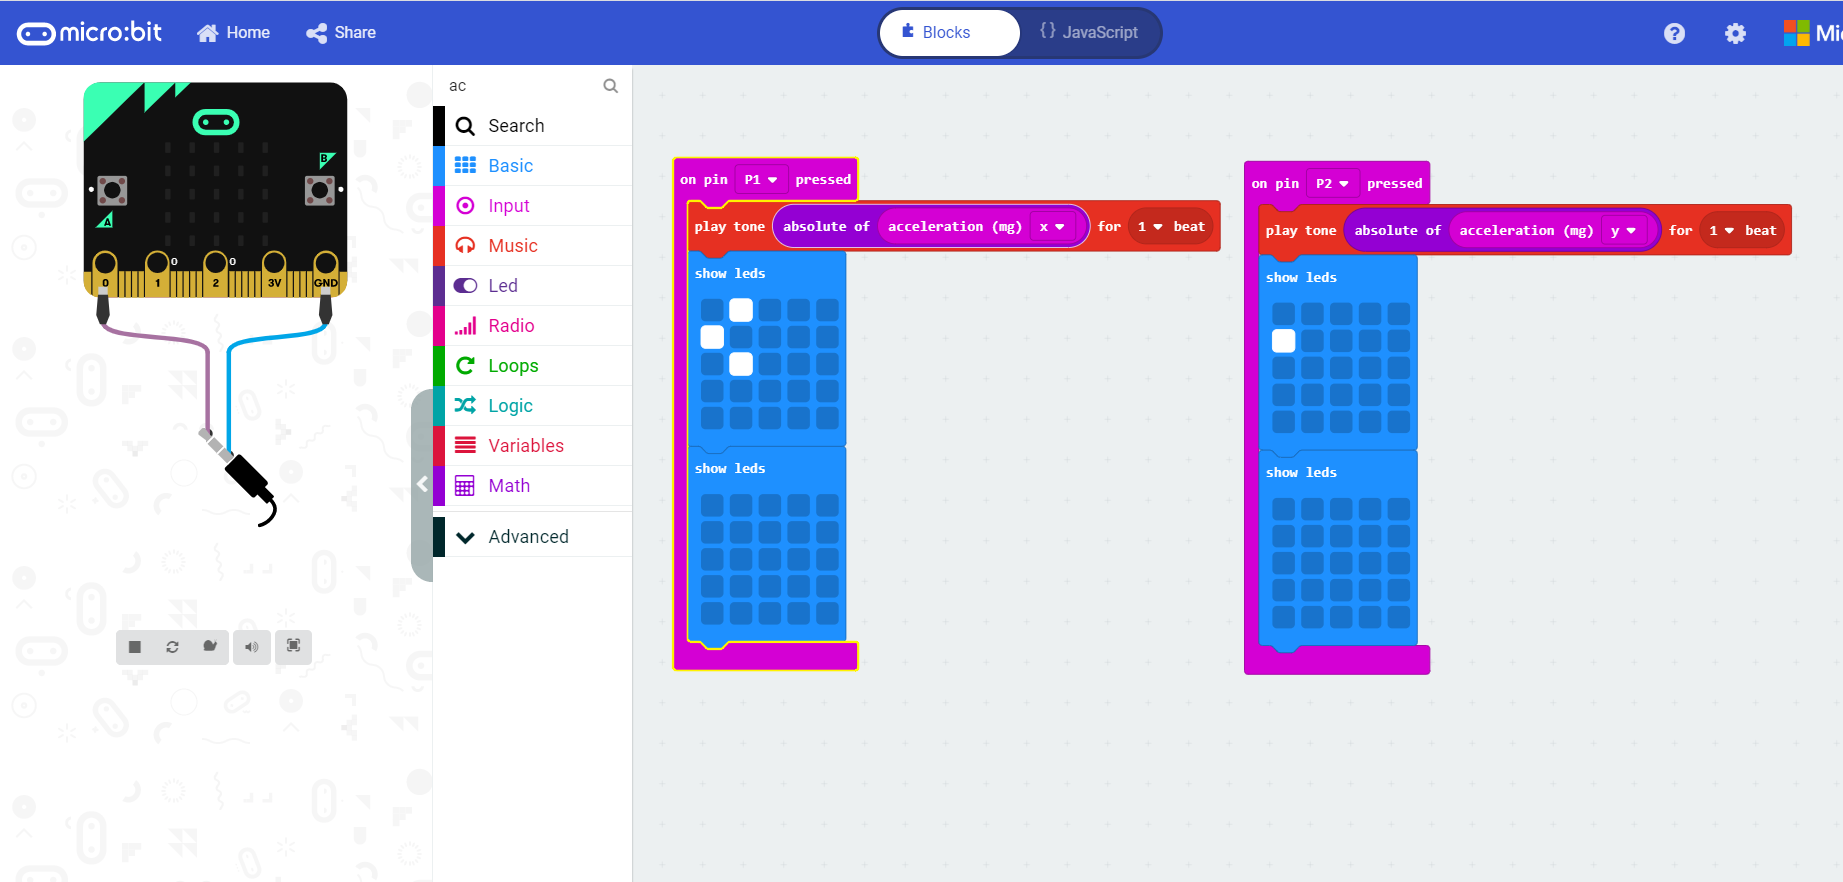 micro:bit Home Share Blocks {} JavaScript ? Mi
ac
Search
Basic
Input
Music
Led
Radio
Loops
Logic
Variables
Math
Advanced
A
B
0 0
0 1 2 3V GND
on pin P1 pressed
play tone absolute of acceleration (mg) x for 1 beat
show leds
show leds
on pin P2 pressed
play tone absolute of acceleration (mg) y for 1 beat
show leds
show leds